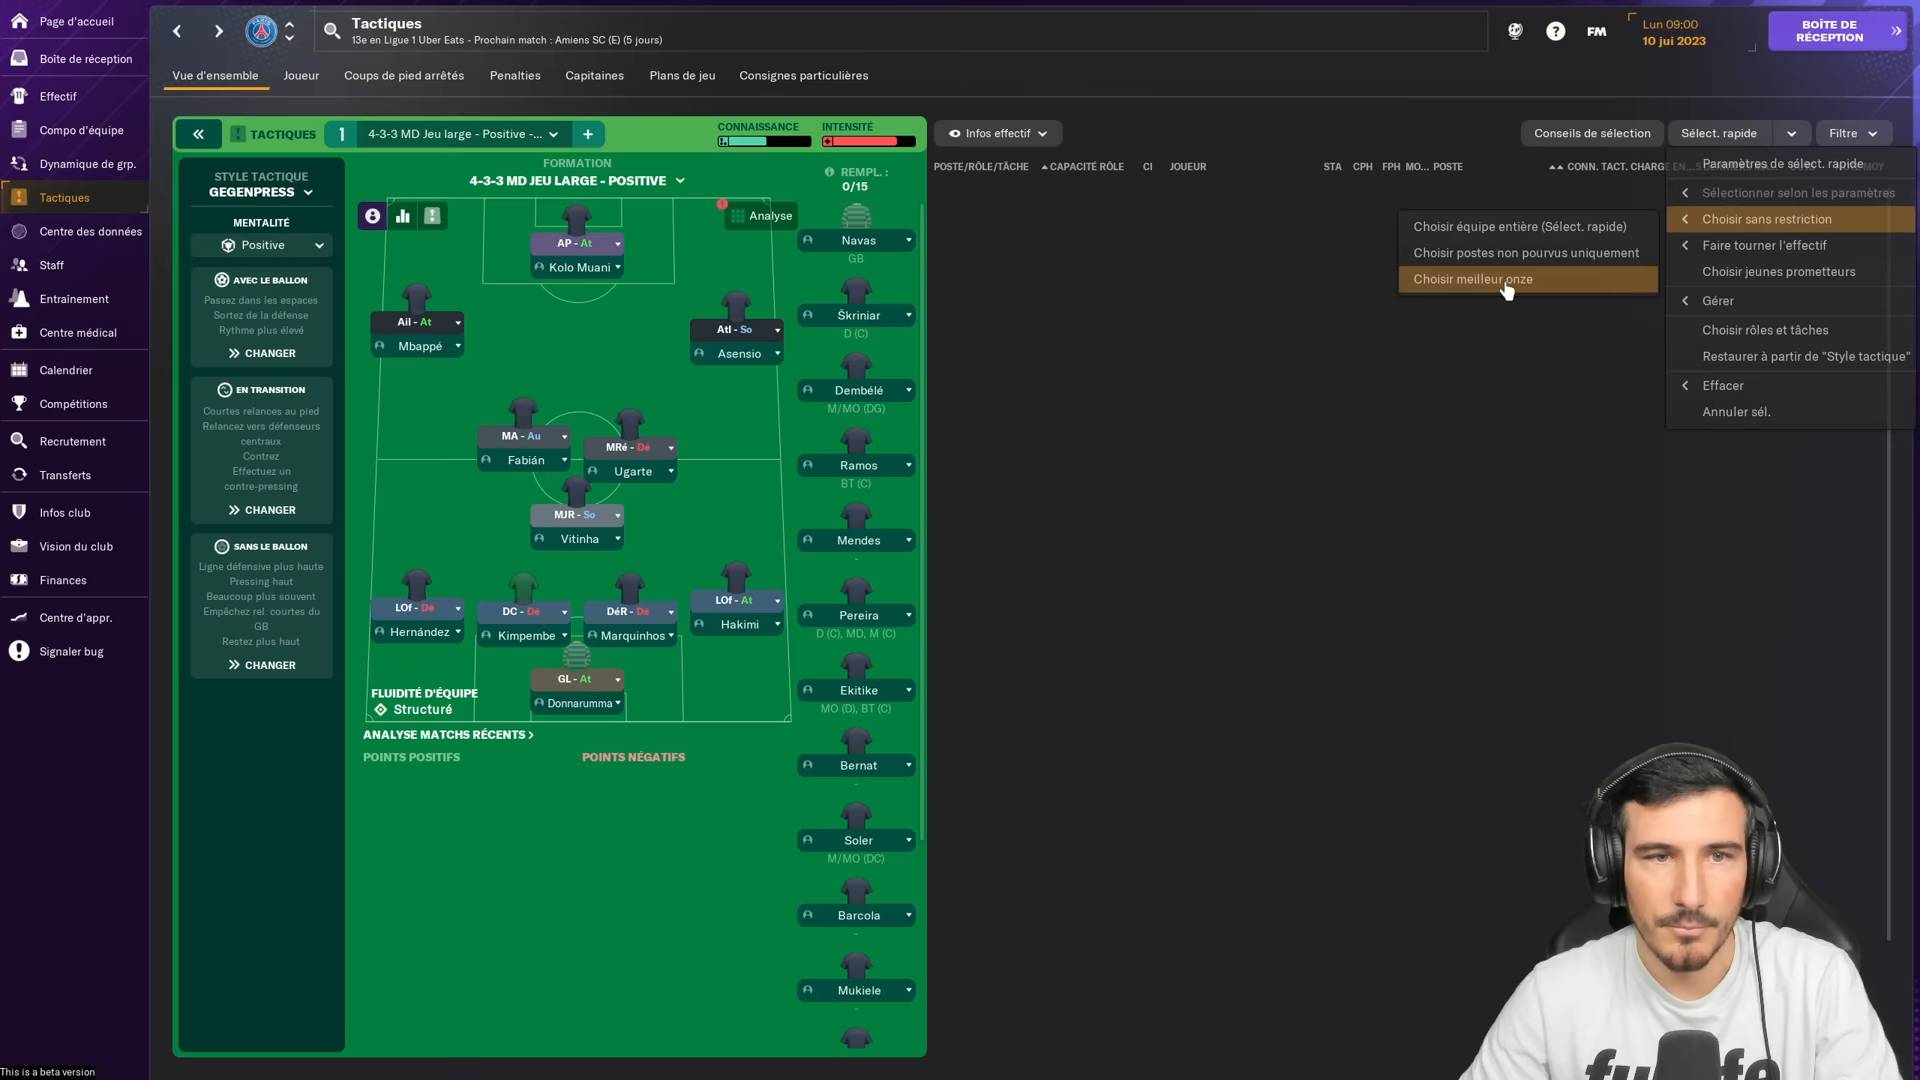 Page d'accueil
Boîte de réception
Effectif
Compo d'équipe
Dynamique de grp.
Tactiques
Centre des données
Staff
Entraînement
Centre médical
Calendrier
Compétitions
Recrutement
Transferts
Infos club
Vision du club
Finances
Centre d'appr.
Signaler bug
This is a beta version
Tactiques
13e en Ligue 1 Uber Eats - Prochain match : Amiens SC (E) (5 jours)
FM
Lun 09:00
10 jui 2023
BOÎTE DE
RÉCEPTION
Vue d'ensemble
Joueur
Coups de pied arrêtés
Penalties
Capitaines
Plans de jeu
Consignes particulières
TACTIQUES
1
4-3-3 MD Jeu large - Positive -...
CONNAISSANCE
INTENSITÉ
STYLE TACTIQUE
GEGENPRESS
MENTALITÉ
Positive
AVEC LE BALLON
Passez dans les espaces
Sortez de la défense
Rythme plus élevé
CHANGER
EN TRANSITION
Courtes relances au pied
Relancez vers défenseurs
centraux
Contrez
Effectuez un
contre-pressing
CHANGER
SANS LE BALLON
Ligne défensive plus haute
Pressing haut
Beaucoup plus souvent
Empêchez rel. courtes du
GB
Restez plus haut
CHANGER
FORMATION
4-3-3 MD JEU LARGE - POSITIVE
Analyse
AP - At
Kolo Muani
Ail - At
Mbappé
Atl - So
Asensio
MA - Au
Fabián
MRé - Dé
Ugarte
MJR - So
Vitinha
LOf - Dé
Hernández
DC - Dé
Kimpembe
DéR - Dé
Marquinhos
LOf - At
Hakimi
GL - At
Donnarumma
FLUIDITÉ D'ÉQUIPE
Structuré
ANALYSE MATCHS RÉCENTS >
POINTS POSITIFS
POINTS NÉGATIFS
REMPL. :
0/15
Navas
GB
Škriniar
D (C)
Dembélé
M/MO (DG)
Ramos
BT (C)
Mendes
-
Pereira
D (C), MD, M (C)
Ekitike
MO (D), BT (C)
Bernat
-
Soler
M/MO (DC)
Barcola
-
Mukiele
-
Infos effectif
Conseils de sélection
Sélect. rapide
Filtre
POSTE/RÔLE/TÂCHE
CAPACITÉ RÔLE
CI
JOUEUR
STA
CPH
FPH
MO...
POSTE
CONN. TACT.
CHARGE EN...
MOY
Paramètres de sélect. rapide
Sélectionner selon les paramètres
Choisir sans restriction
Faire tourner l'effectif
Choisir jeunes prometteurs
Gérer
Choisir rôles et tâches
Restaurer à partir de "Style tactique"
Effacer
Annuler sél.
Choisir équipe entière (Sélect. rapide)
Choisir postes non pourvus uniquement
Choisir meilleur onze